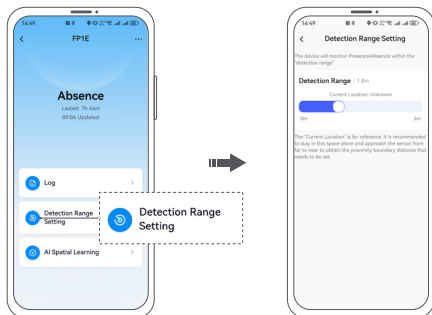 16:49
FP1E
Absence
Lasted: 7h 44m
09:04 Updated
Log
Detection Range
Setting
AI Spatial Learning
Detection Range
Setting
16:49
Detection Range Setting
The device will monitor Presence/Absence within the
"detection range"
Detection Range 1.8m
Current Location: Unknown
0m 6m
The "Current Location" is for reference. It is recommended
to stay in this space alone and approach the sensor from
far to near to obtain the proximity boundary distance that
needs to be set.